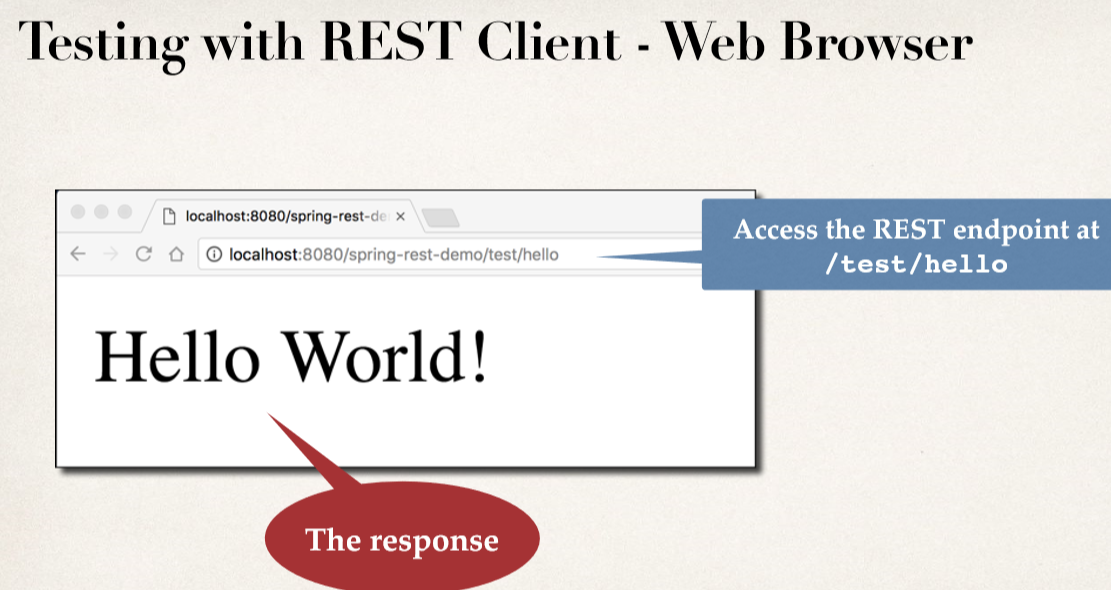 Testing with REST Client - Web Browser
localhost:8080/spring-rest-de
localhost:8080/spring-rest-demo/test/hello
Access the REST endpoint at
/test/hello
Hello World!
The response